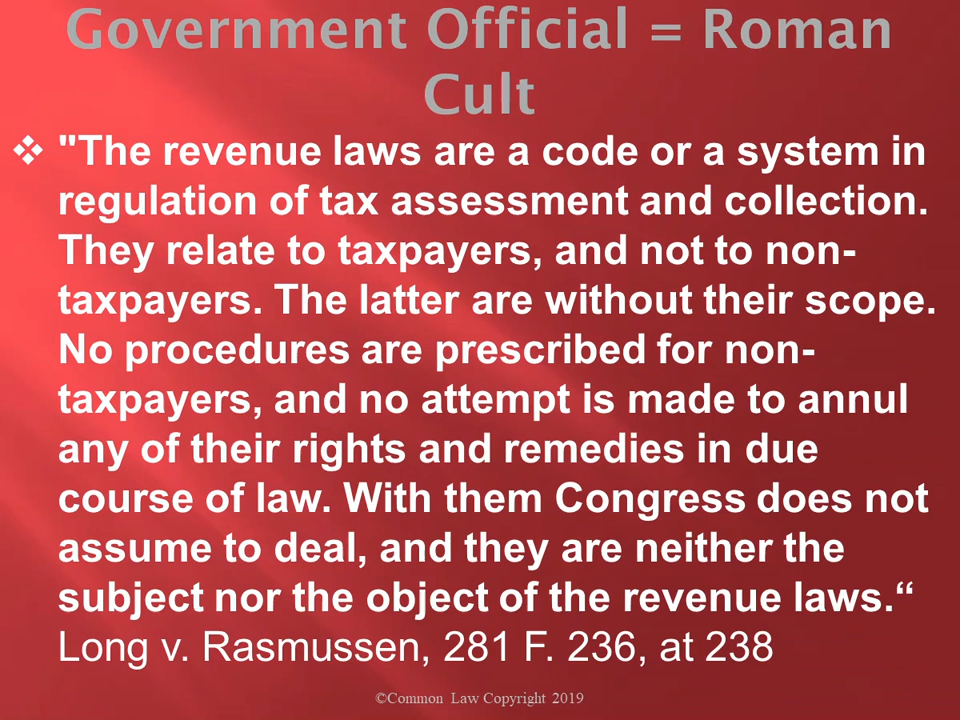 Government Official = Roman
Cult
❖ "The revenue laws are a code or a system in
regulation of tax assessment and collection.
They relate to taxpayers, and not to non-
taxpayers. The latter are without their scope.
No procedures are prescribed for non-
taxpayers, and no attempt is made to annul
any of their rights and remedies in due
course of law. With them Congress does not
assume to deal, and they are neither the
subject nor the object of the revenue laws.“
Long v. Rasmussen, 281 F. 236, at 238
©Common Law Copyright 2019